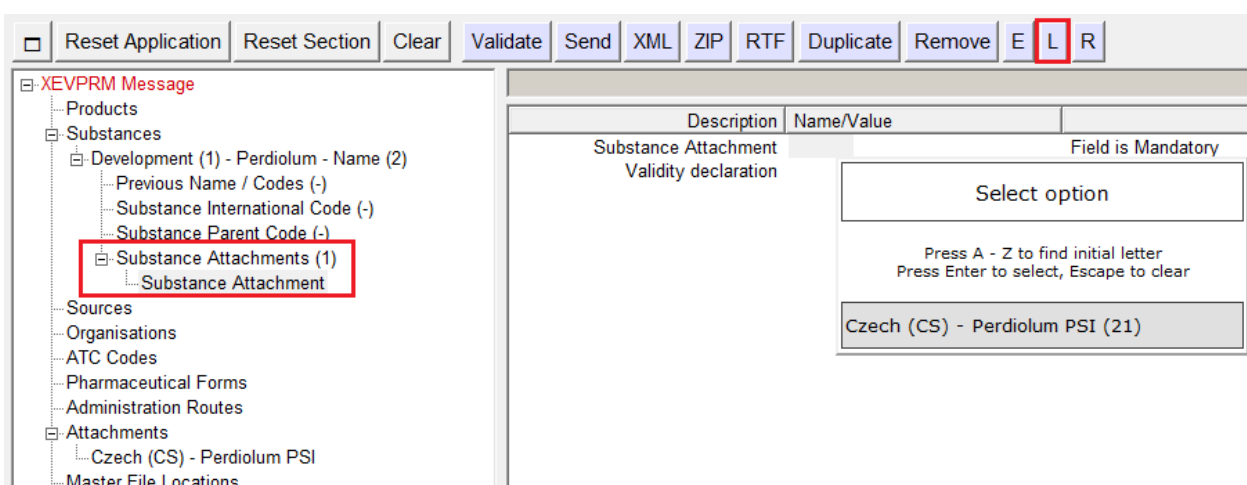 Reset Application Reset Section Clear Validate Send XML ZIP RTF Duplicate Remove E L R
XEVPRM Message
Products
Substances
Development (1) - Perdiolum - Name (2)
Previous Name / Codes (-)
Substance International Code (-)
Substance Parent Code (-)
Substance Attachments (1)
Substance Attachment
Sources
Organisations
ATC Codes
Pharmaceutical Forms
Administration Routes
Attachments
Czech (CS) - Perdiolum PSI
Master File Locations
Description Name/Value
Substance Attachment Field is Mandatory
Validity declaration
Select option
Press A - Z to find initial letter
Press Enter to select, Escape to clear
Czech (CS) - Perdiolum PSI (21)